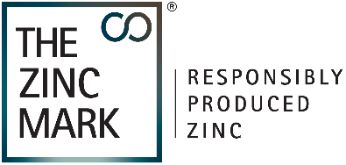 THE
ZINC
MARK
®
RESPONSIBLY
PRODUCED
ZINC